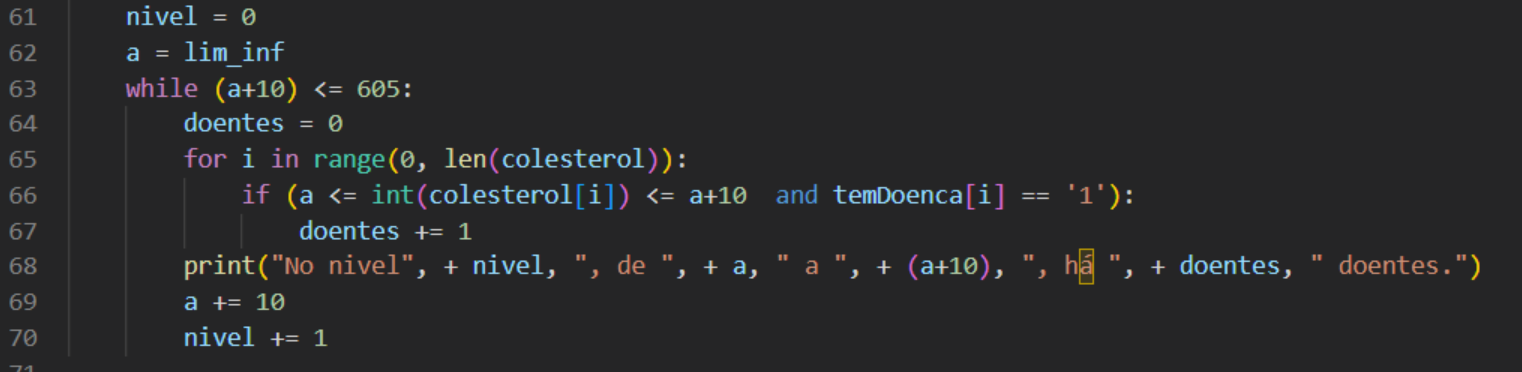 61 nivel = 0
62 a = lim_inf
63 while (a+10) <= 605:
64 doentes = 0
65 for i in range(0, len(colesterol)):
66 if (a <= int(colesterol[i]) <= a+10  and temDoenca[i] == '1'):
67 doentes += 1
68 print("No nivel", + nivel, ", de ", + a, " a ", + (a+10), ", há ", + doentes, " doentes.")
69 a += 10
70 nivel += 1
71